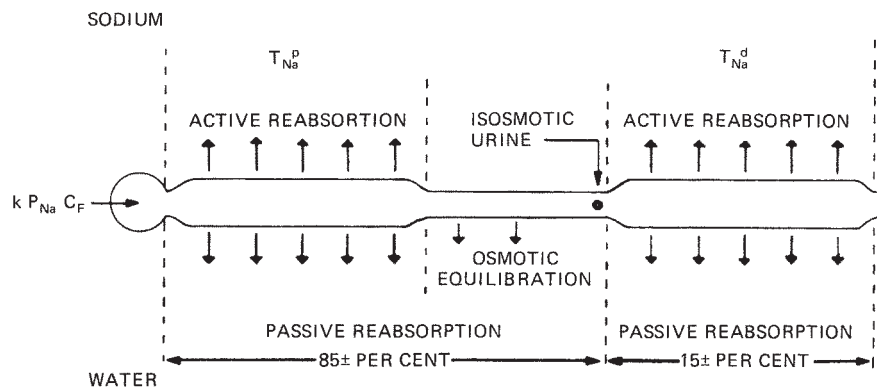 SODIUM
T_Na^p
T_Na^d
ACTIVE REABSORTION
ISOSMOTIC
URINE
ACTIVE REABSORPTION
k P_Na C_F
OSMOTIC
EQUILIBRATION
PASSIVE REABSORPTION
PASSIVE REABSORPTION
85± PER CENT
15± PER CENT
WATER